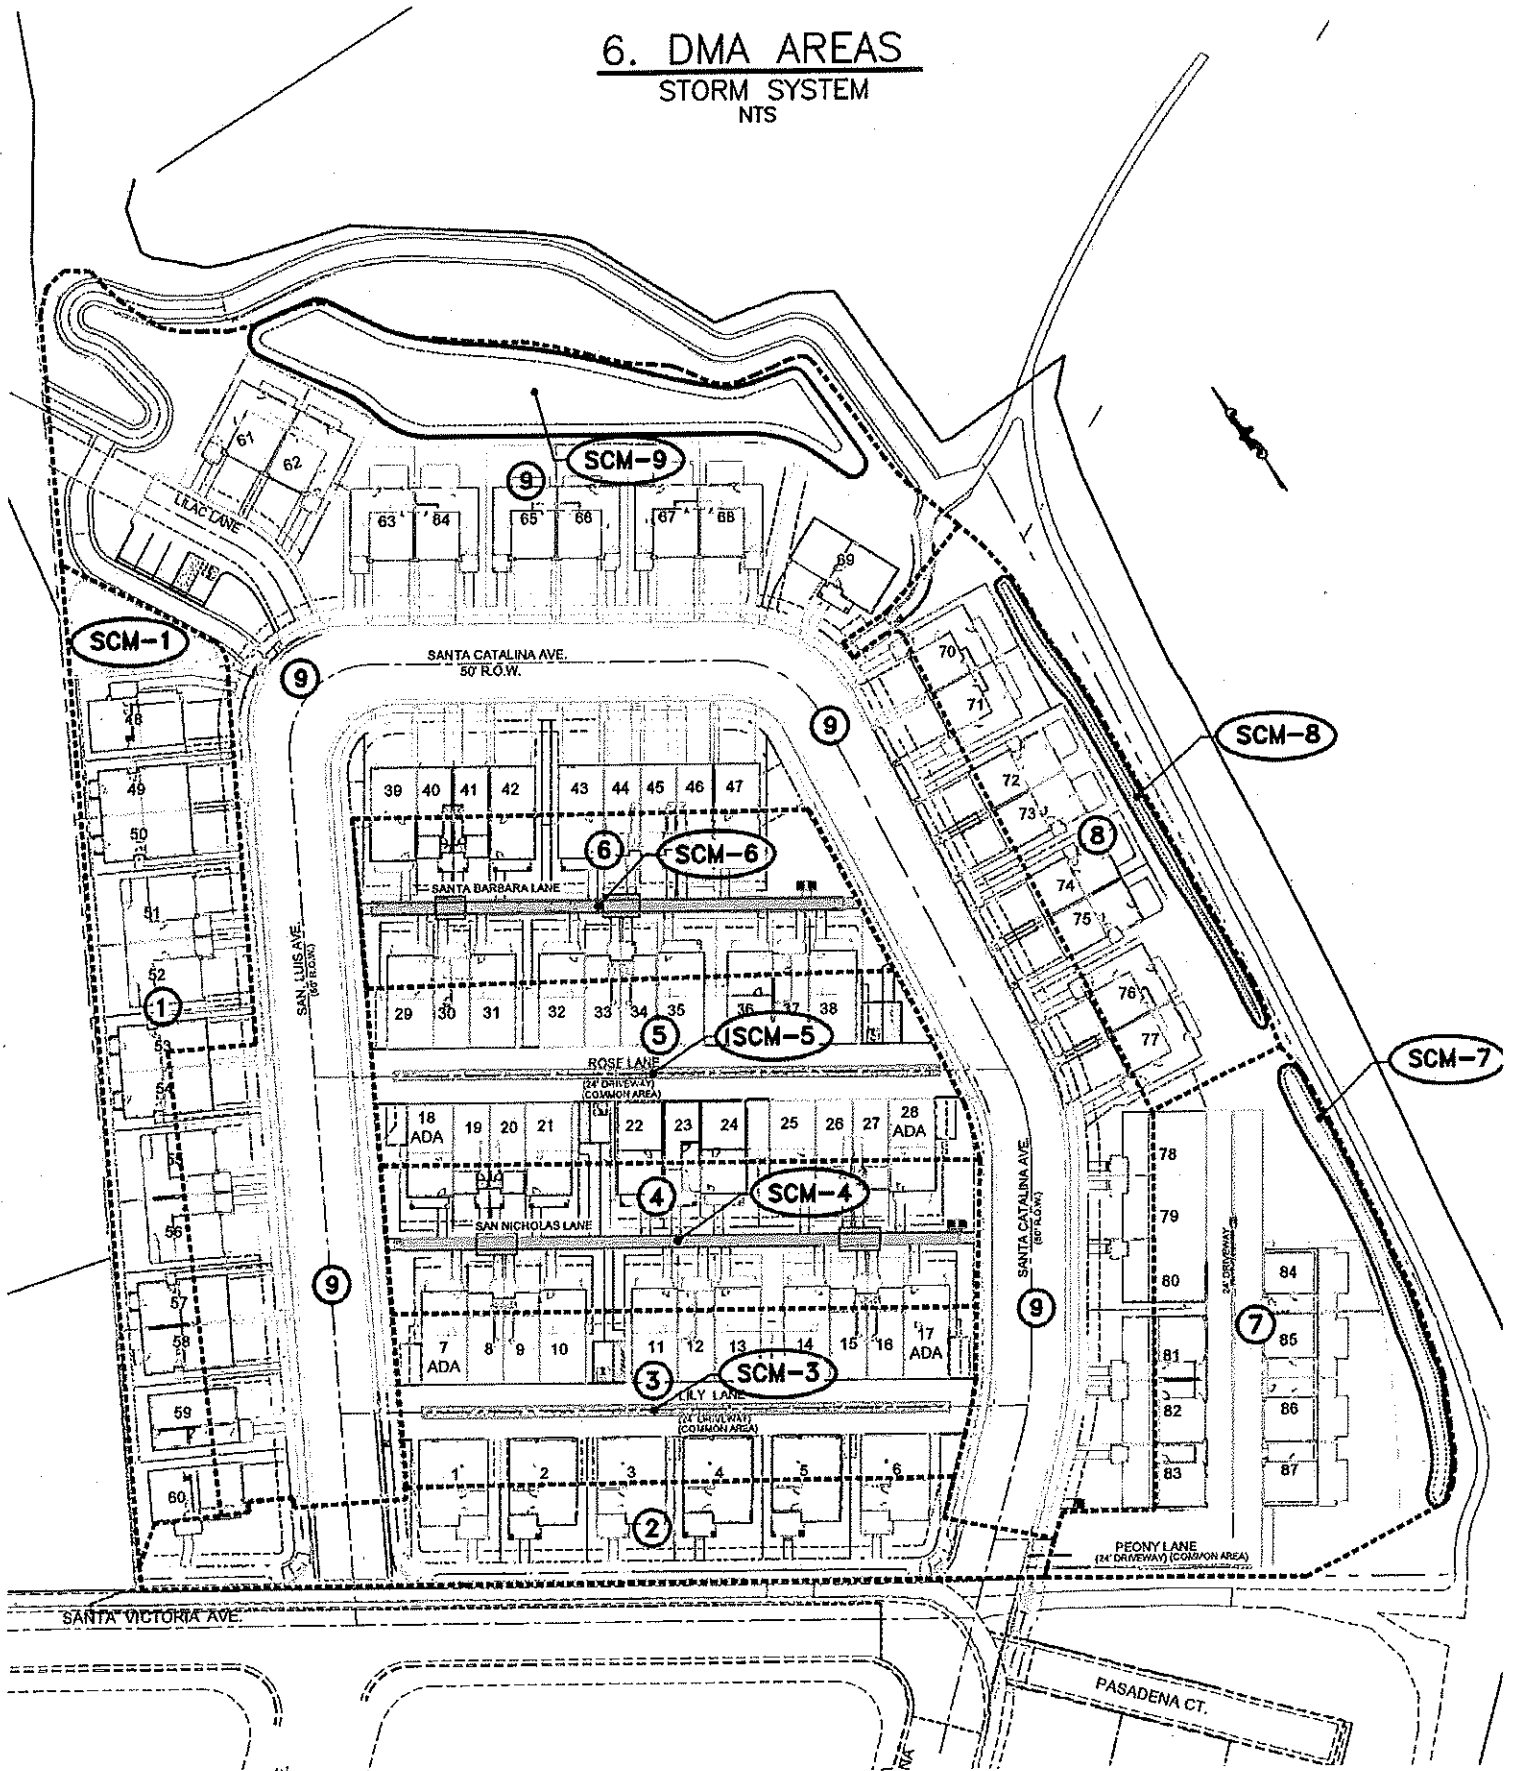 6. DMA AREAS
STORM SYSTEM
NTS
SCM-9
9
61
62
LILAC LANE
63 64 65 66 67 68
69
SCM-1
9
SANTA CATALINA AVE.
50' R.O.W.
70
71
9
48
SCM-8
49
50
39 40 41 42 43 44 45 46 47
72
73
8
6
SCM-6
SANTA BARBARA LANE
74
75
51
52
1
SAN LUIS AVE.
76
77
29 30 31 32 33 34 35 36 37 38
5
SCM-5
ROSE LANE
(24' DRIVEWAY)
(COMMON AREA)
SCM-7
53
54
18
ADA
19 20 21 22 23 24 25 26 27
28
ADA
55
56
4
SCM-4
SAN NICHOLAS LANE
SANTA CATALINA AVE.
78
79
80
24' DRIVEWAY
84
9
57
58
9
7
7
ADA
8 9 10 11 12 13 14 15 16
17
ADA
81
82
83
85
86
87
3
SCM-3
LILY LANE
(24' DRIVEWAY)
(COMMON AREA)
59
60
1 2 3 4 5 6
2
PEONY LANE
(24' DRIVEWAY) (COMMON AREA)
SANTA VICTORIA AVE.
PASADENA CT.